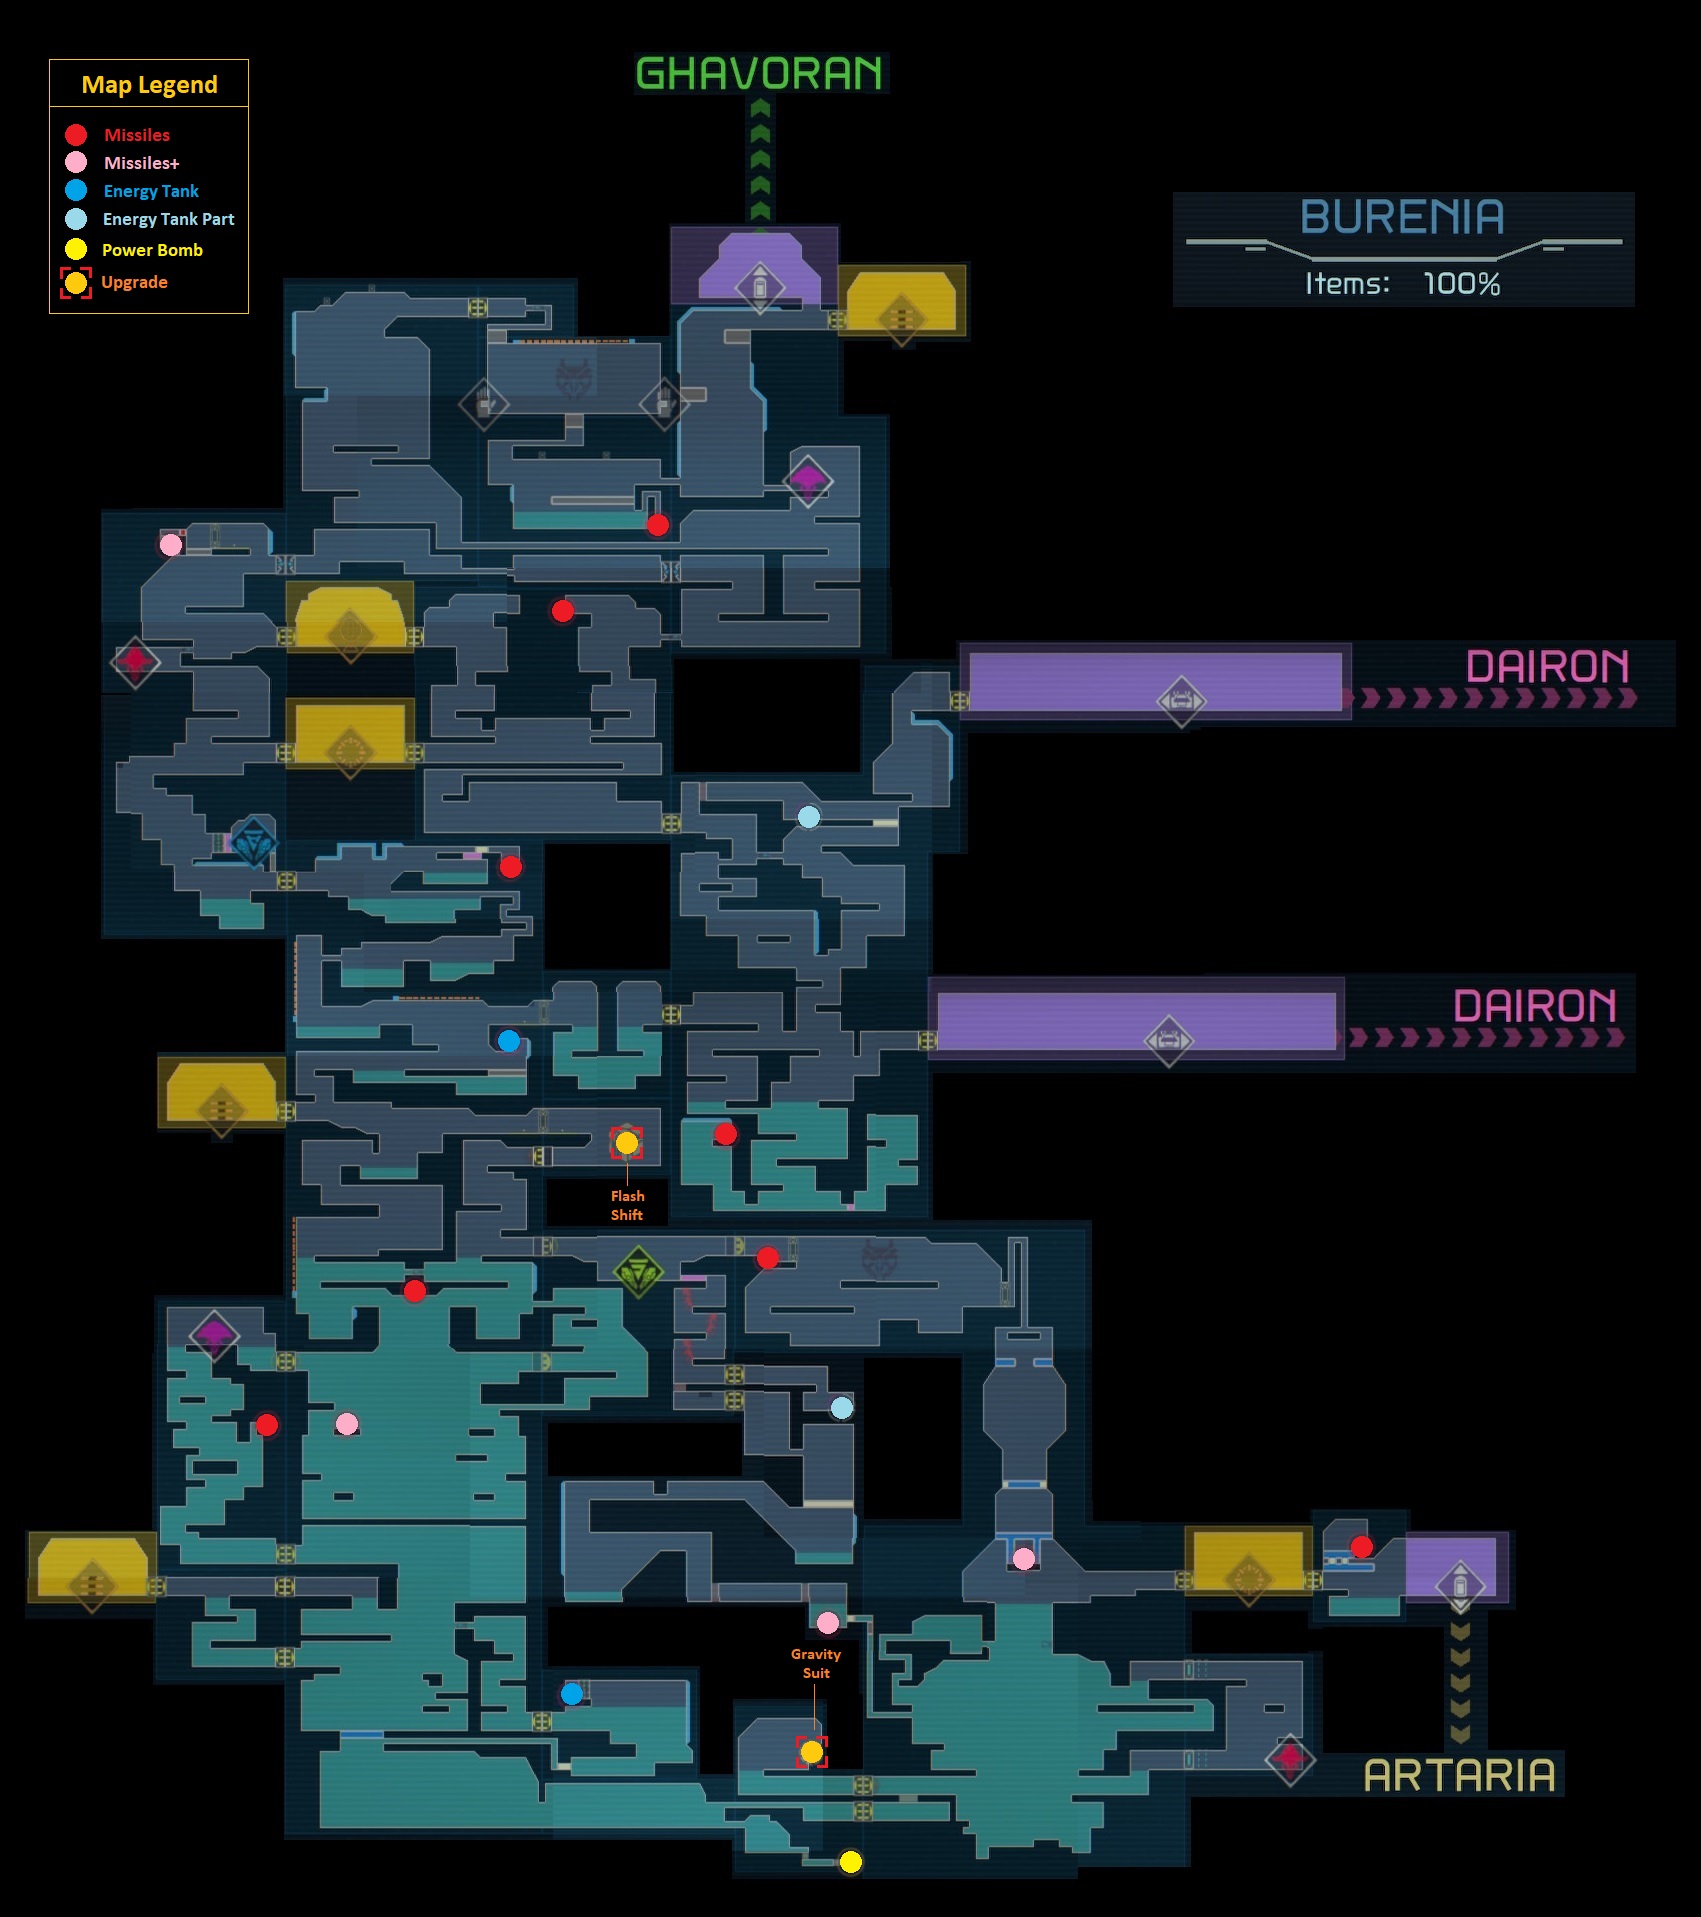 GHAVORAN
Map Legend
Missiles
Missiles+
Energy Tank
Energy Tank Part
Power Bomb
Upgrade
BURENIA
Items: 100%
DAIRON
DAIRON
Flash
Shift
Gravity
Suit
ARTARIA